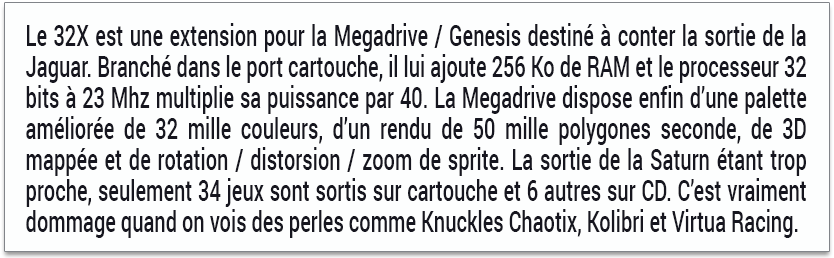 Le 32X est une extension pour la Megadrive / Genesis destiné à conter la sortie de la
Jaguar. Branché dans le port cartouche, il lui ajoute 256 Ko de RAM et le processeur 32
bits à 23 Mhz multiplie sa puissance par 40. La Megadrive dispose enfin d'une palette
améliorée de 32 mille couleurs, d'un rendu de 50 mille polygones seconde, de 3D
mappée et de rotation / distorsion / zoom de sprite. La sortie de la Saturn étant trop
proche, seulement 34 jeux sont sortis sur cartouche et 6 autres sur CD. C'est vraiment
dommage quand on vois des perles comme Knuckles Chaotix, Kolibri et Virtua Racing.